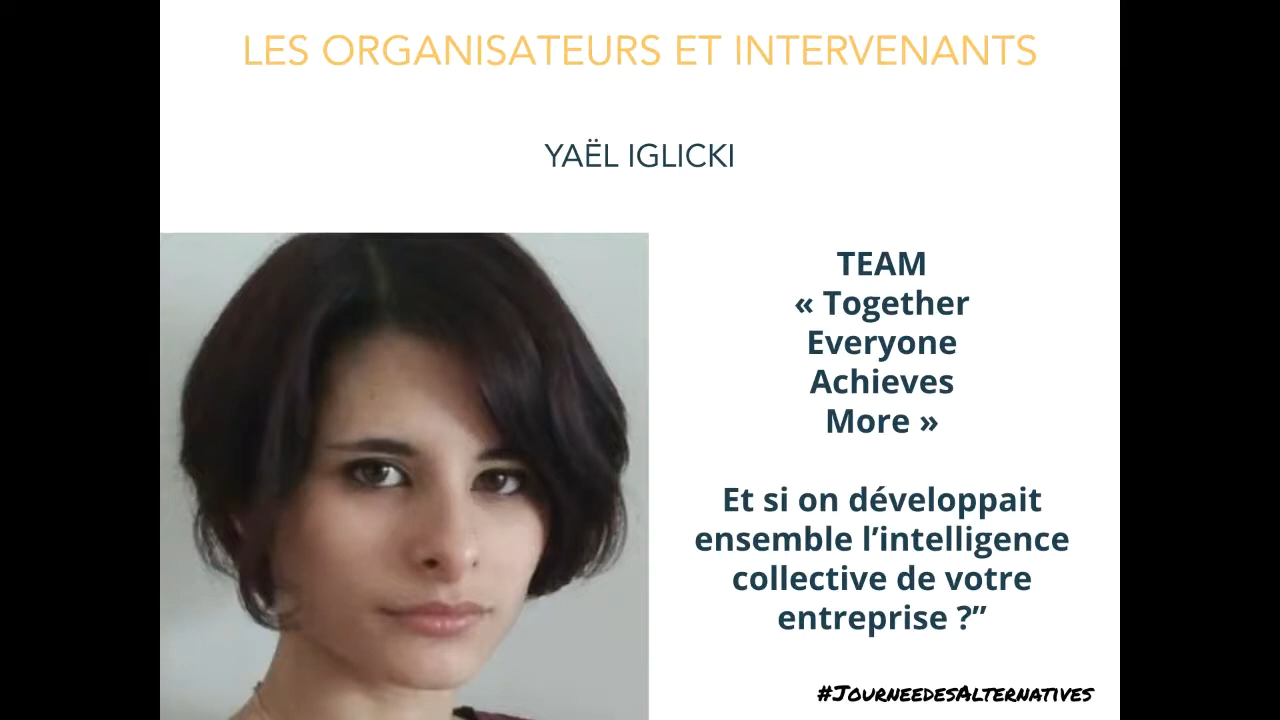 LES ORGANISATEURS ET INTERVENANTS
YAËL IGLICKI
TEAM
« Together
Everyone
Achieves
More »
Et si on développait
ensemble l’intelligence
collective de votre
entreprise ?”
#JourneedesAlternatives